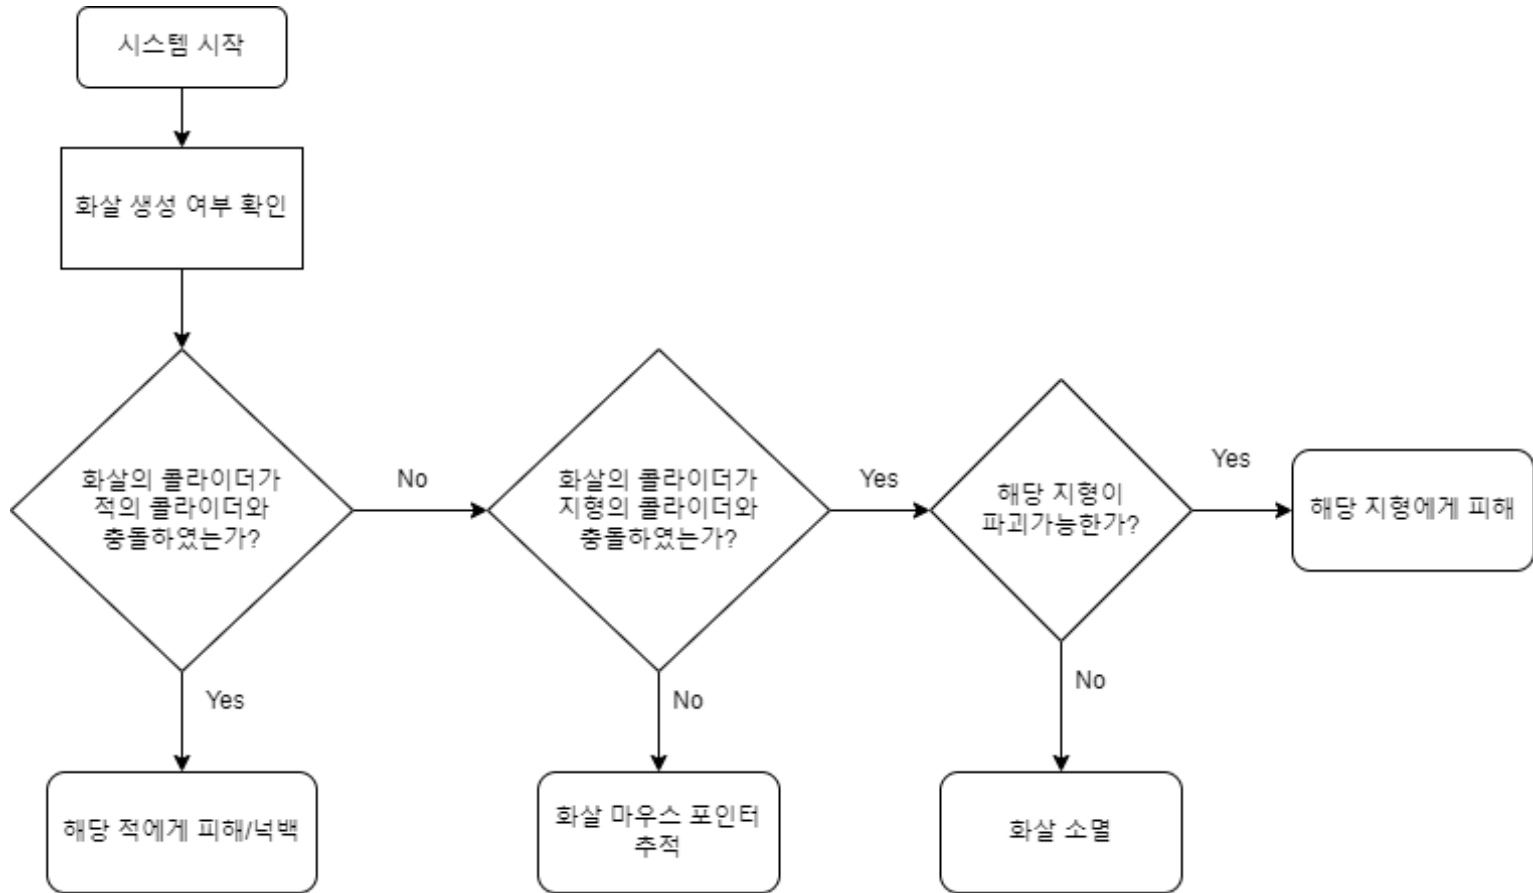 시스템 시작
화살 생성 여부 확인
화살의 콜라이더가
적의 콜라이더와
충돌하였는가?
No
화살의 콜라이더가
지형의 콜라이더와
충돌하였는가?
Yes
해당 지형이
파괴가능한가?
Yes
해당 지형에게 피해
Yes
No
No
해당 적에게 피해/넉백
화살 마우스 포인터
추적
화살 소멸